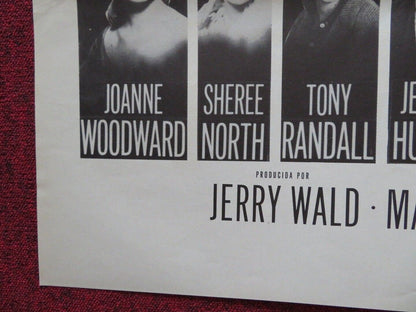 JOANNE SHEREE TONY
WOODWARD NORTH RANDALL
PRODUCIDA POR
JERRY WALD ·